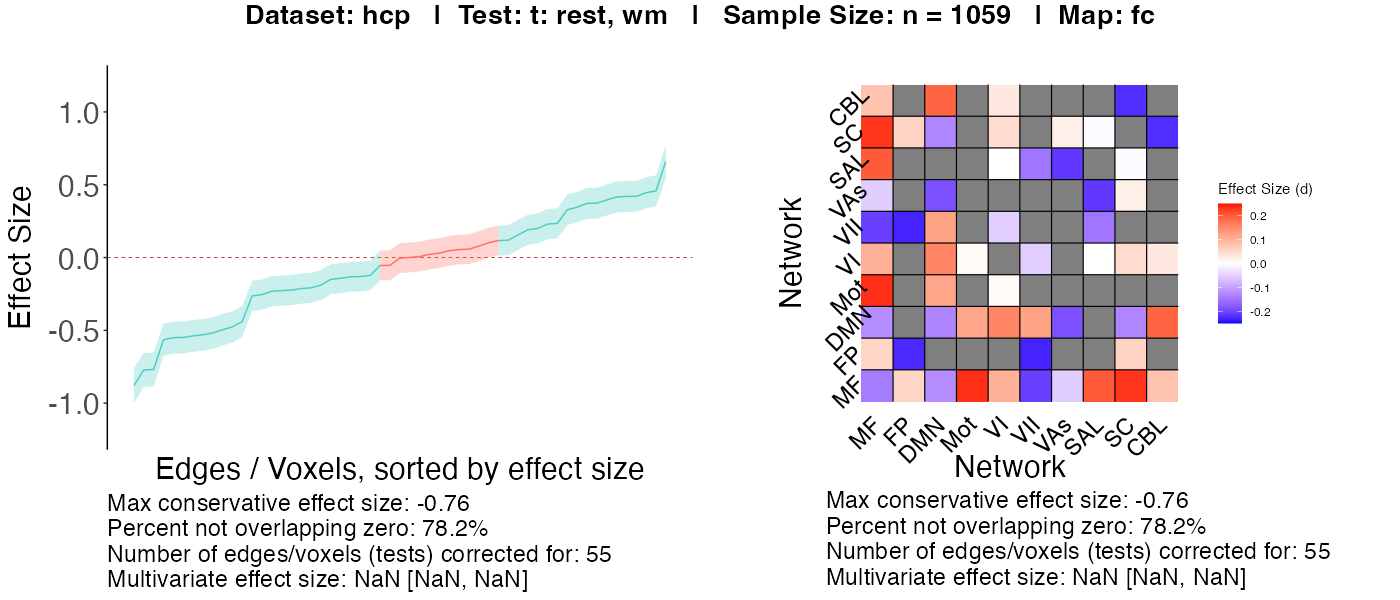 Dataset: hcp | Test: t: rest, wm | Sample Size: n = 1059 | Map: fc
Effect Size
1.0
0.5
0.0
-0.5
-1.0
Edges / Voxels, sorted by effect size
Max conservative effect size: -0.76
Percent not overlapping zero: 78.2%
Number of edges/voxels (tests) corrected for: 55
Multivariate effect size: NaN [NaN, NaN]
Network
CBL
SC
SAL
VAs
VII
VI
Mot
DMN
FP
MF
MF
FP
DMN
Mot
VI
VII
VAs
SAL
SC
CBL
Network
Effect Size (d)
0.2
0.1
0.0
-0.1
-0.2
Max conservative effect size: -0.76
Percent not overlapping zero: 78.2%
Number of edges/voxels (tests) corrected for: 55
Multivariate effect size: NaN [NaN, NaN]